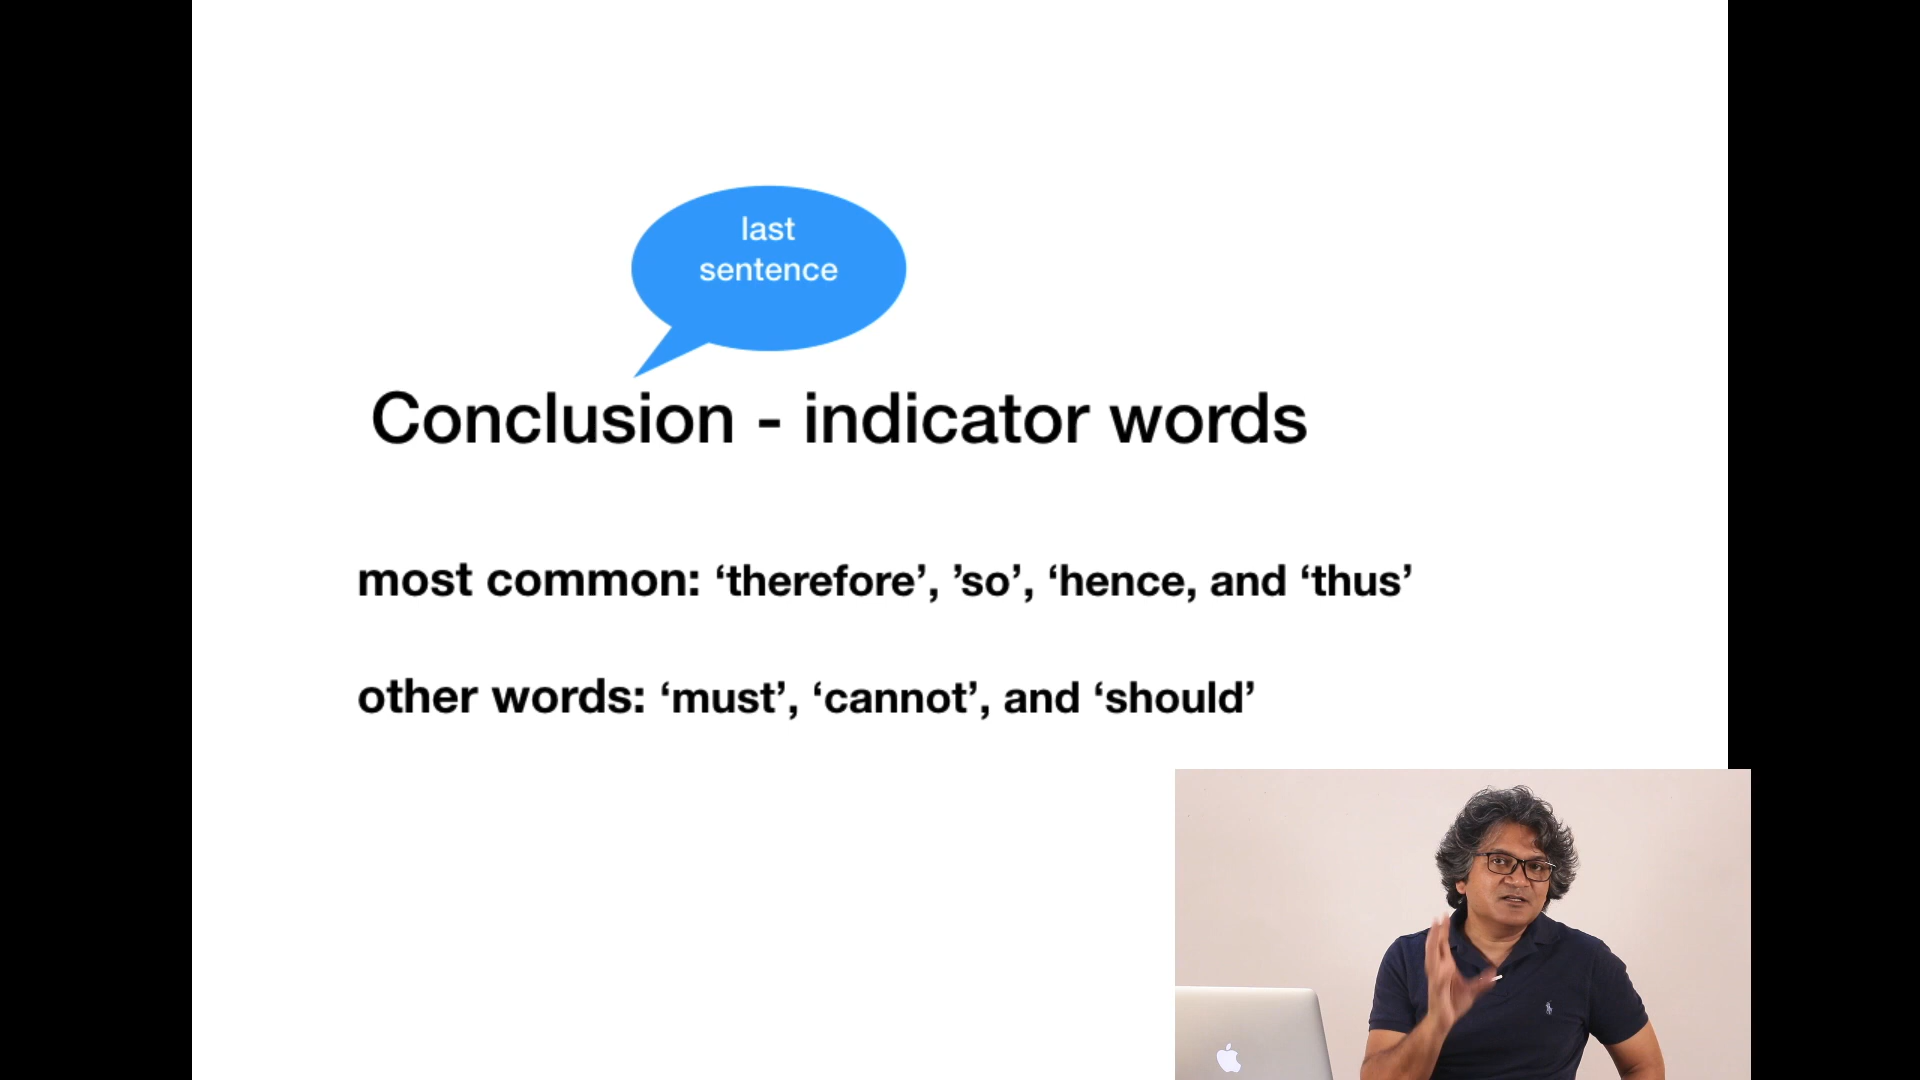 last
sentence
Conclusion - indicator words
most common: ‘therefore’, ’so’, ‘hence, and ‘thus’
other words: ‘must’, ‘cannot’, and ‘should’